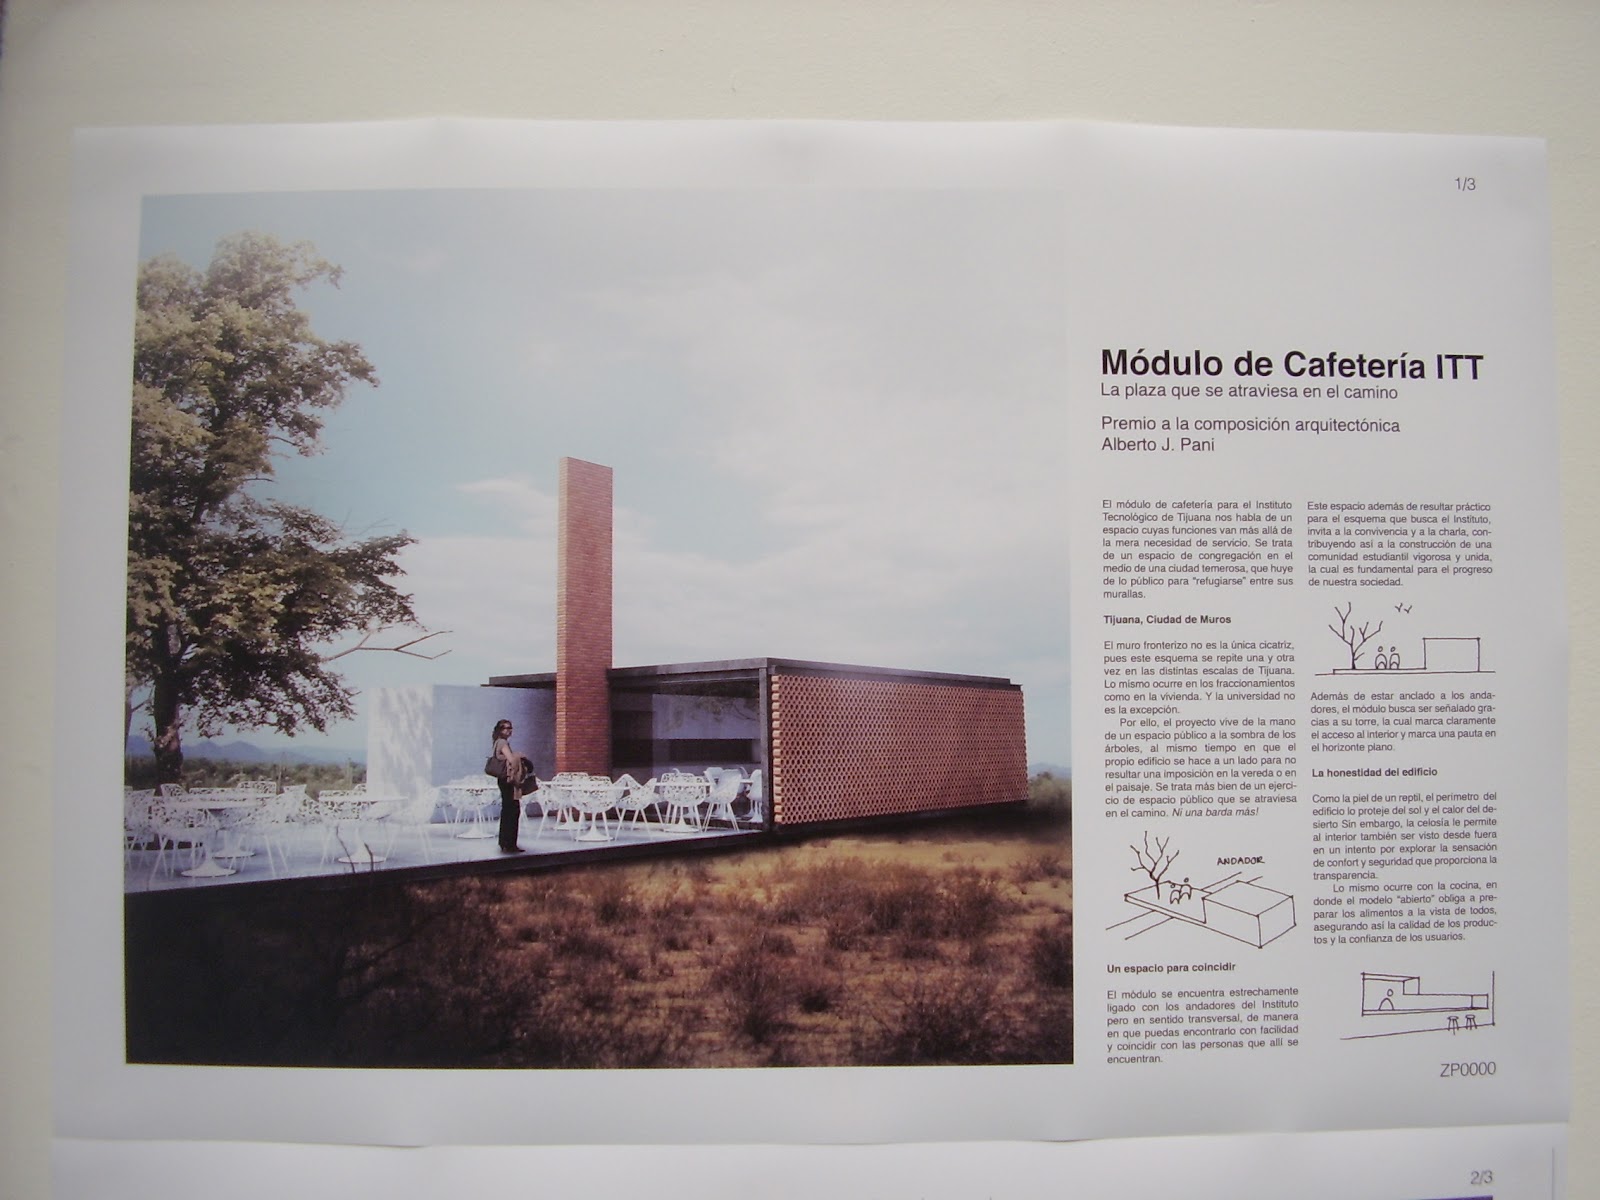 1/3
Módulo de Cafetería ITT
La plaza que se atraviesa en el camino
Premio a la composición arquitectónica
Alberto J. Pani
El módulo de cafetería para el Instituto
Tecnológico de Tijuana nos habla de un
espacio cuyas funciones van más allá de
la mera necesidad de servicio. Se trata
de un espacio de congregación en el
medio de una ciudad temerosa, que huye
de lo público para “refugiarse” entre sus
murallas.
Tijuana, Ciudad de Muros
El muro fronterizo no es la única cicatriz,
pues este esquema se repite una y otra
vez en las distintas escalas de Tijuana.
Lo mismo ocurre en los fraccionamientos
como en la vivienda. Y la universidad no
es la excepción.
Por ello, el proyecto vive de la mano
de un espacio público a la sombra de los
árboles, al mismo tiempo en que el
propio edificio se hace a un lado para no
resultar una imposición en la vereda o en
el paisaje. Se trata más bien de un ejerci-
cio de espacio público que se atraviesa
en el camino. Ni una barda más!
ANDADOR
Un espacio para coincidir
El módulo se encuentra estrechamente
ligado con los andadores del Instituto
pero en sentido transversal, de manera
en que puedas encontrarlo con facilidad
y coincidir con las personas que allí se
encuentran.
Este espacio además de resultar práctico
para el esquema que busca el Instituto,
invita a la convivencia y a la charla, con-
tribuyendo así a la construcción de una
comunidad estudiantil vigorosa y unida,
la cual es fundamental para el progreso
de nuestra sociedad.
Además de estar anclado a los anda-
dores, el módulo busca ser señalado gra-
cias a su torre, la cual marca claramente
el acceso al interior y marca una pauta en
el horizonte plano.
La honestidad del edificio
Como la piel de un reptil, el perímetro del
edificio lo proteje del sol y el calor del de-
sierto Sin embargo, la celosía le permite
al interior también ser visto desde fuera
en un intento por explorar la sensación
de confort y seguridad que proporciona la
transparencia.
Lo mismo ocurre con la cocina, en
donde el modelo “abierto” obliga a pre-
parar los alimentos a la vista de todos,
asegurando así la calidad de los produc-
tos y la confianza de los usuarios.
ZP0000
2/3